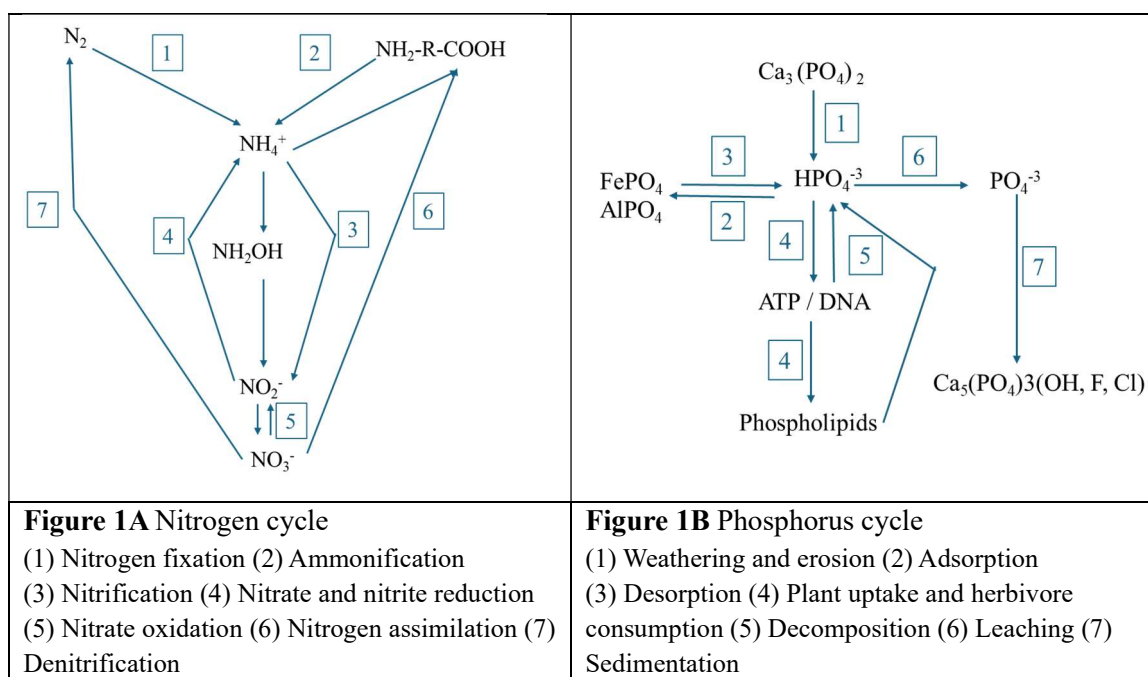 N₂
1
2
NH₂-R-COOH
NH₄⁺
7
4
3
6
NH₂OH
NO₂⁻
5
NO₃⁻
Ca₃(PO₄)₂
1
3
6
FePO₄
HPO₄⁻³
PO₄⁻³
AlPO₄
2
4
5
7
ATP / DNA
4
Ca₅(PO₄)3(OH, F, Cl)
Phospholipids
Figure 1A Nitrogen cycle
(1) Nitrogen fixation (2) Ammonification
(3) Nitrification (4) Nitrate and nitrite reduction
(5) Nitrate oxidation (6) Nitrogen assimilation (7)
Denitrification
Figure 1B Phosphorus cycle
(1) Weathering and erosion (2) Adsorption
(3) Desorption (4) Plant uptake and herbivore
consumption (5) Decomposition (6) Leaching (7)
Sedimentation